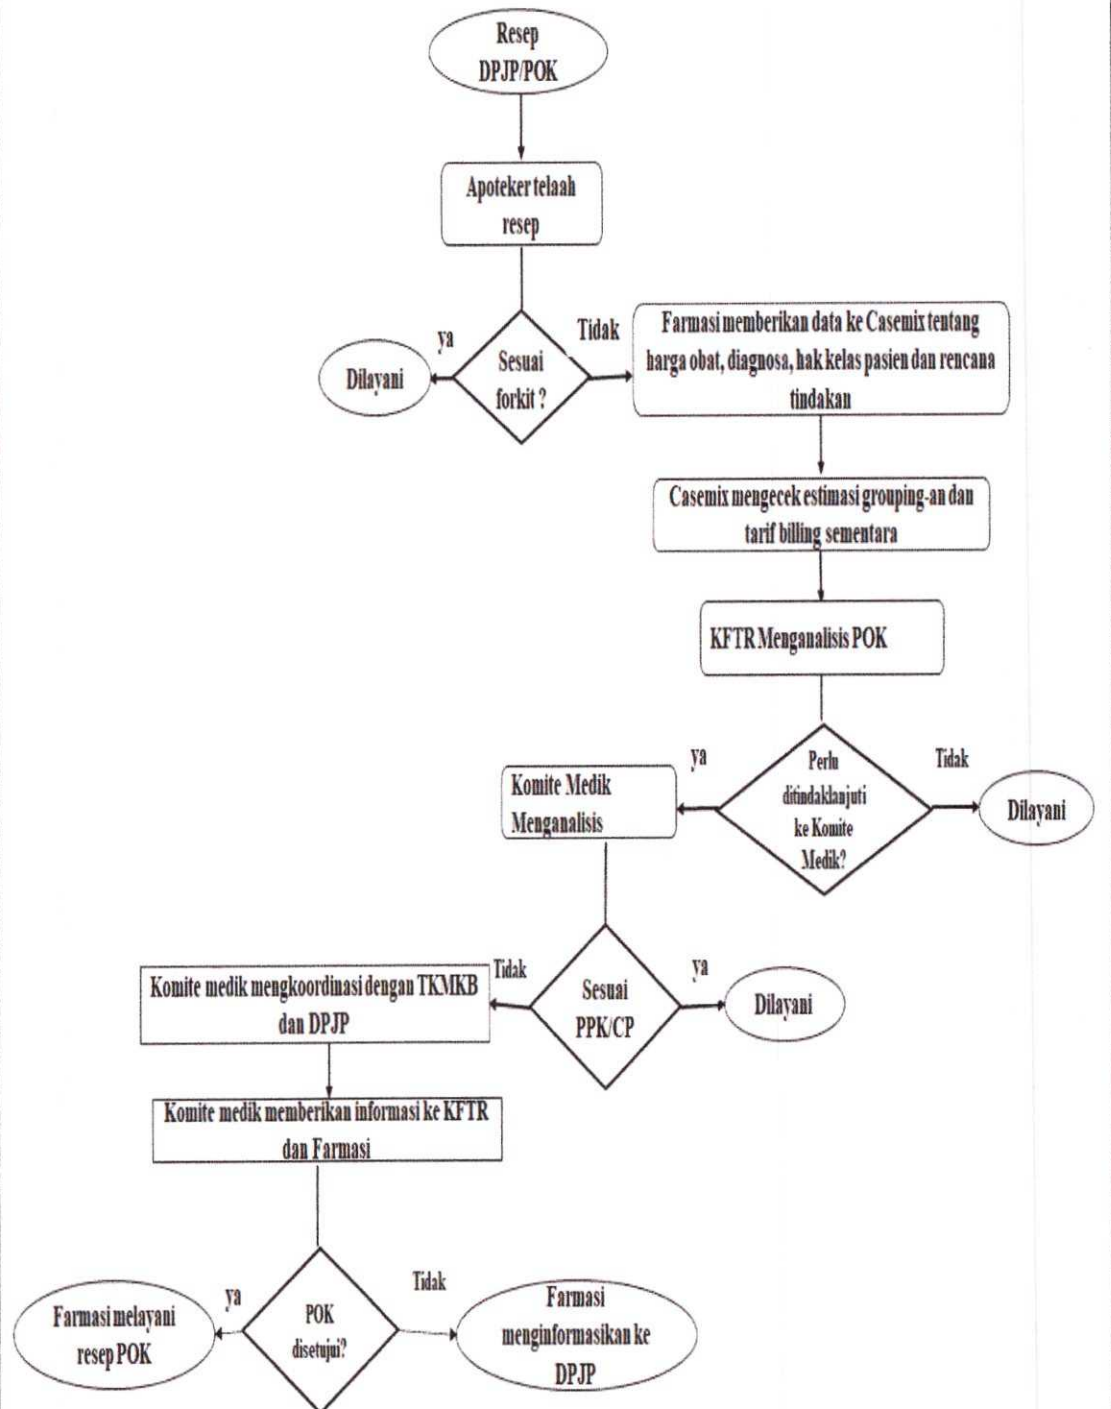 Resep
DPJP/POK
Apoteker telaah
resep
ya
Tidak
Sesuai
forkit ?
Dilayani
Farmasi memberikan data ke Casemix tentang
harga obat, diagnosa, hak kelas pasien dan rencana
tindakan
Casemix mengecek estimasi grouping-an dan
tarif billing sementara
KFTR Menganalisis POK
ya
Tidak
Perlu
ditindaklanjuti
ke Komite
Medik?
Dilayani
Komite Medik
Menganalisis
Tidak
ya
Sesuai
PPK/CP
Dilayani
Komite medik mengkoordinasi dengan TKMKB
dan DPJP
Komite medik memberikan informasi ke KFTR
dan Farmasi
ya
Tidak
POK
disetujui?
Farmasi melayani
resep POK
Farmasi
menginformasikan ke
DPJP